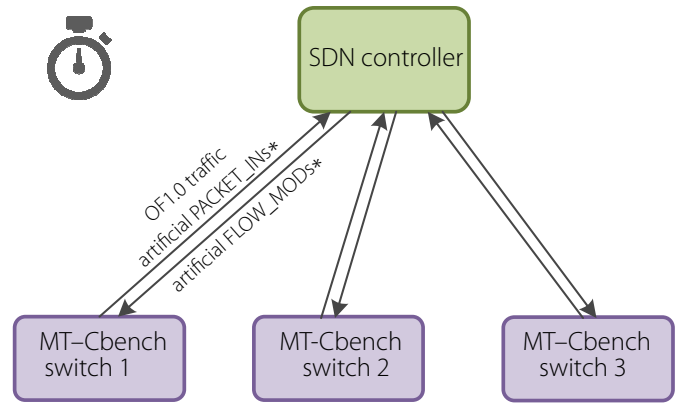 SDN controller
OF1.0 traffic
artificial PACKET_INs*
artificial FLOW_MODs*
MT–Cbench
switch 1
MT-Cbench
switch 2
MT–Cbench
switch 3